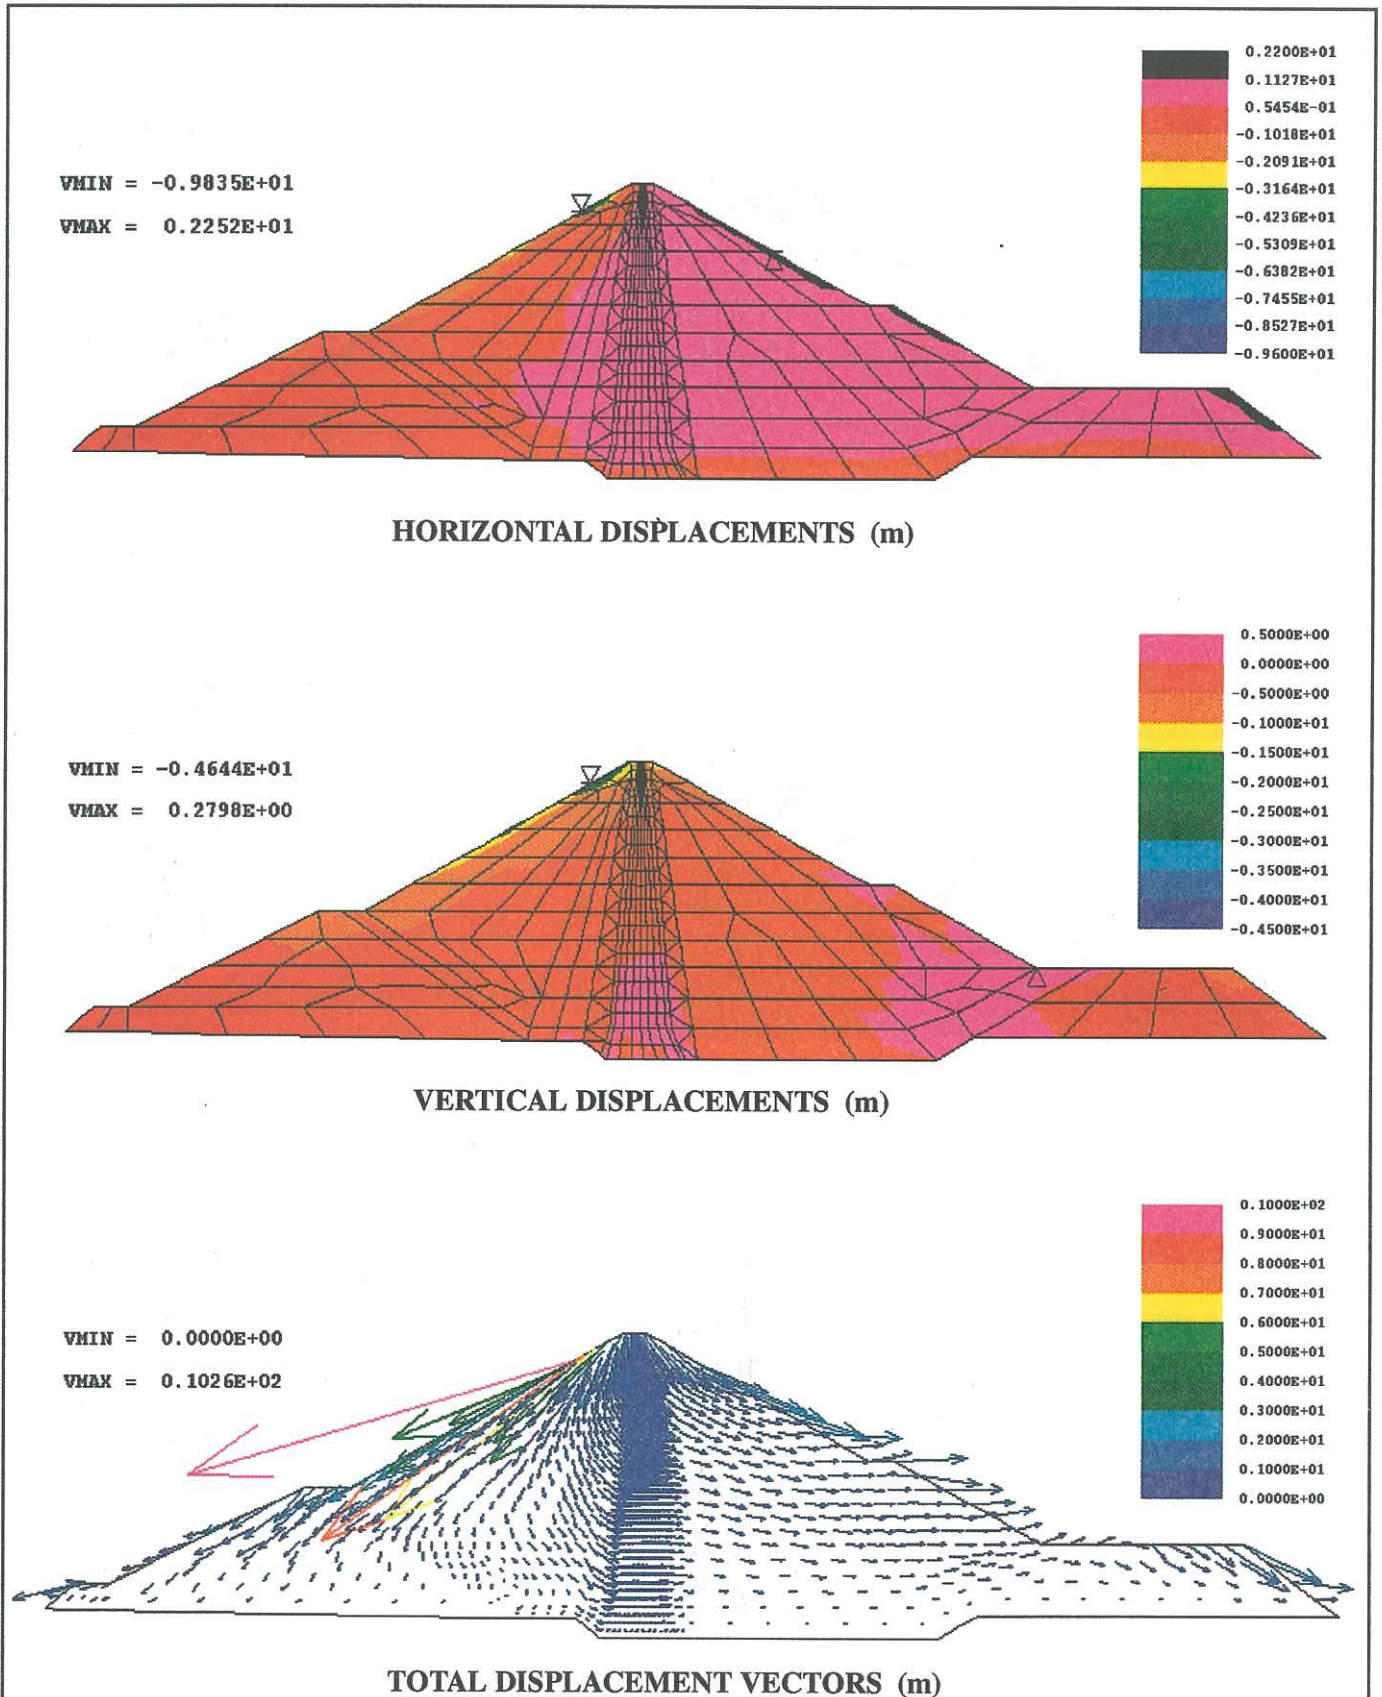 0.2200E+01
0.1127E+01
0.5454E-01
-0.1018E+01
-0.2091E+01
-0.3164E+01
-0.4236E+01
-0.5309E+01
-0.6382E+01
-0.7455E+01
-0.8527E+01
-0.9600E+01
VMIN = -0.9835E+01
VMAX = 0.2252E+01
HORIZONTAL DISPLACEMENTS (m)
0.5000E+00
0.0000E+00
-0.5000E+00
-0.1000E+01
-0.1500E+01
-0.2000E+01
-0.2500E+01
-0.3000E+01
-0.3500E+01
-0.4000E+01
-0.4500E+01
VMIN = -0.4644E+01
VMAX = 0.2798E+00
VERTICAL DISPLACEMENTS (m)
0.1000E+02
0.9000E+01
0.8000E+01
0.7000E+01
0.6000E+01
0.5000E+01
0.4000E+01
0.3000E+01
0.2000E+01
0.1000E+01
0.0000E+00
VMIN = 0.0000E+00
VMAX = 0.1026E+02
TOTAL DISPLACEMENT VECTORS (m)